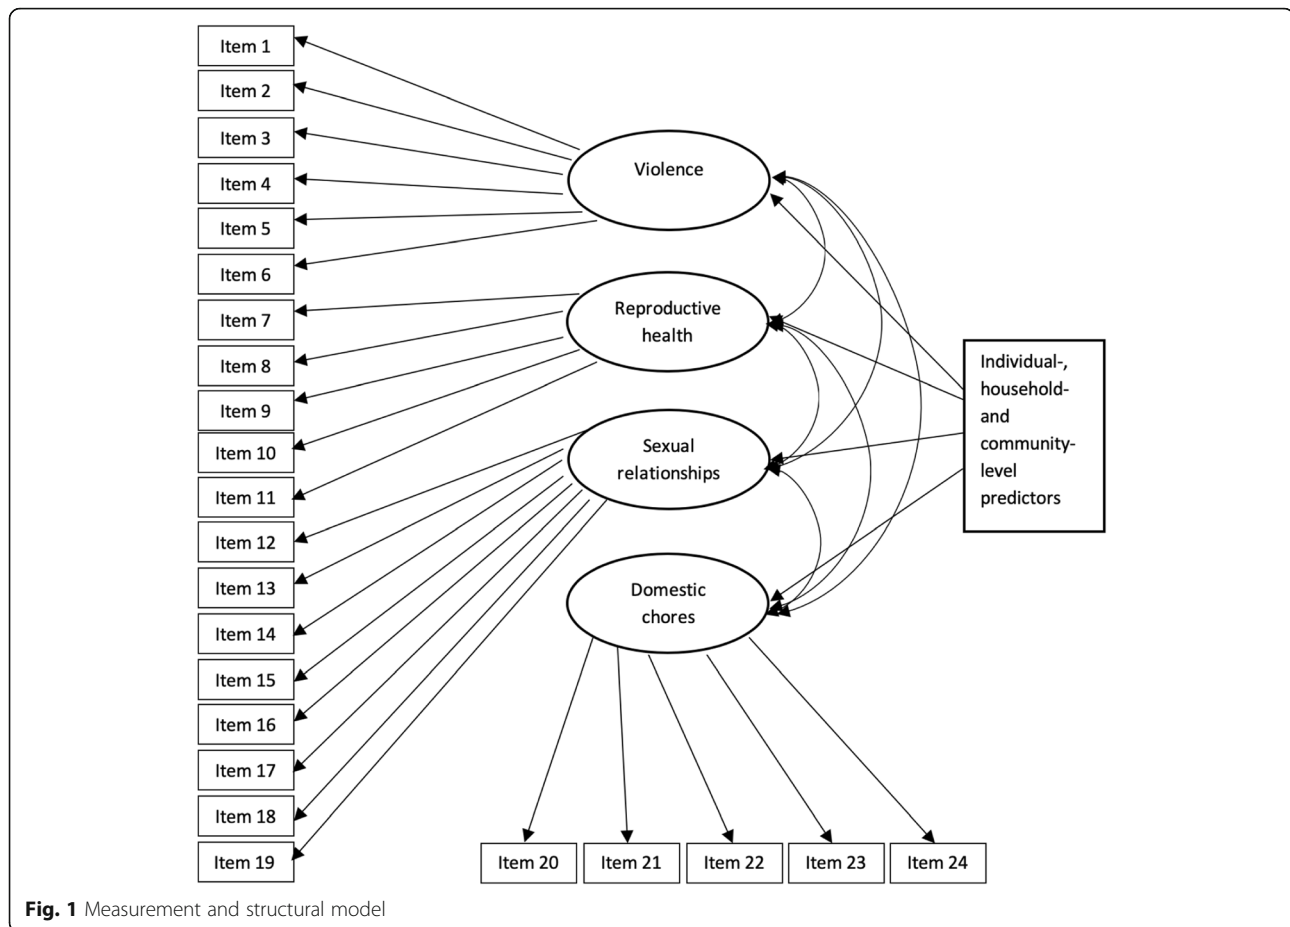 Item 1
Item 2
Item 3
Item 4
Item 5
Item 6
Item 7
Item 8
Item 9
Item 10
Item 11
Item 12
Item 13
Item 14
Item 15
Item 16
Item 17
Item 18
Item 19
Violence
Reproductive
health
Sexual
relationships
Domestic
chores
Individual-,
household-
and
community-
level
predictors
Item 20
Item 21
Item 22
Item 23
Item 24
Fig. 1 Measurement and structural model